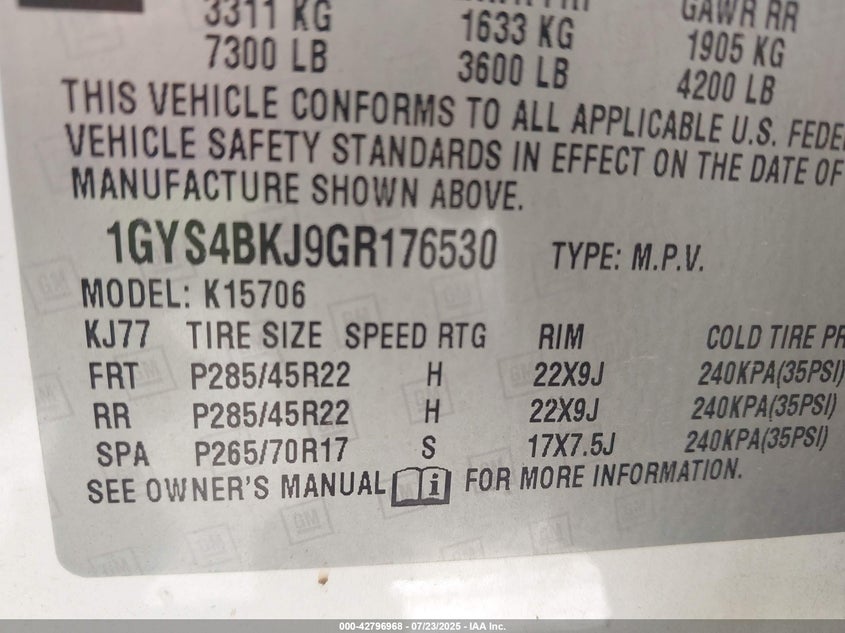 3311 KG 1633 KG GAWR RR
7300 LB 3600 LB 1905 KG
4200 LB
THIS VEHICLE CONFORMS TO ALL APPLICABLE U.S. FEDE
VEHICLE SAFETY STANDARDS IN EFFECT ON THE DATE OF
MANUFACTURE SHOWN ABOVE.
1GYS4BKJ9GR176530 TYPE: M.P.V.
MODEL: K15706
KJ77 TIRE SIZE SPEED RTG RIM COLD TIRE PR
FRT P285/45R22 H 22X9J 240KPA(35PSI)
RR P285/45R22 H 22X9J 240KPA(35PSI)
SPA P265/70R17 S 17X7.5J 240KPA(35PSI)
SEE OWNER'S MANUAL FOR MORE INFORMATION.
000-42796968 - 07/23/2025 - IAA Inc.